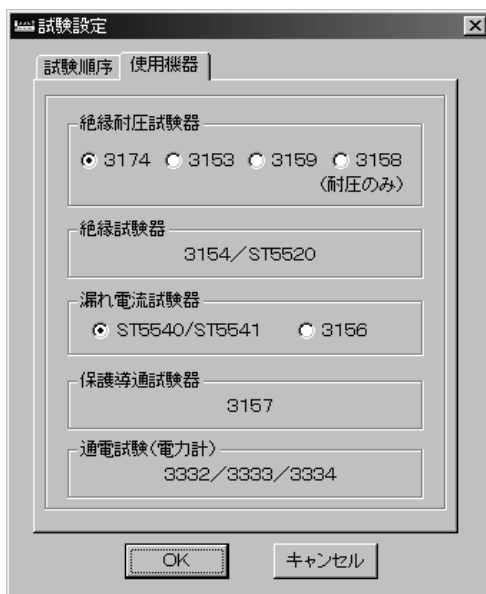 試験設定
試験順序 使用機器
絶縁耐圧試験器
3174 3153 3159 3158
(耐圧のみ)
絶縁試験器
3154／ST5520
漏れ電流試験器
ST5540/ST5541 3156
保護導通試験器
3157
通電試験(電力計)
3332／3333／3334
OK キャンセル